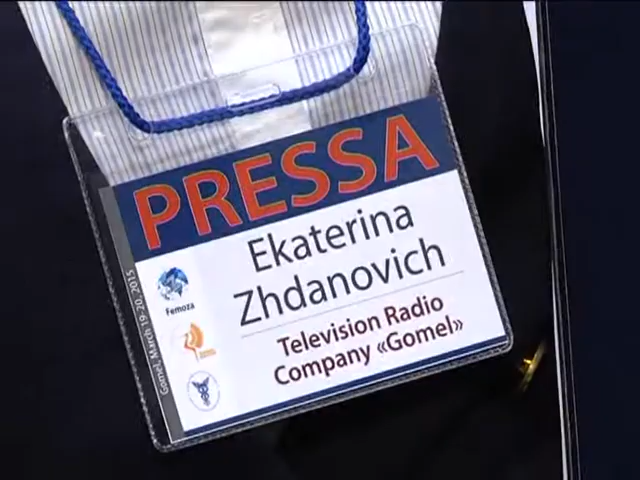 PRESSA
Ekaterina
Zhdanovich
Television Radio
Company «Gomel»
Femoza
Gomel, March 19-20, 2015